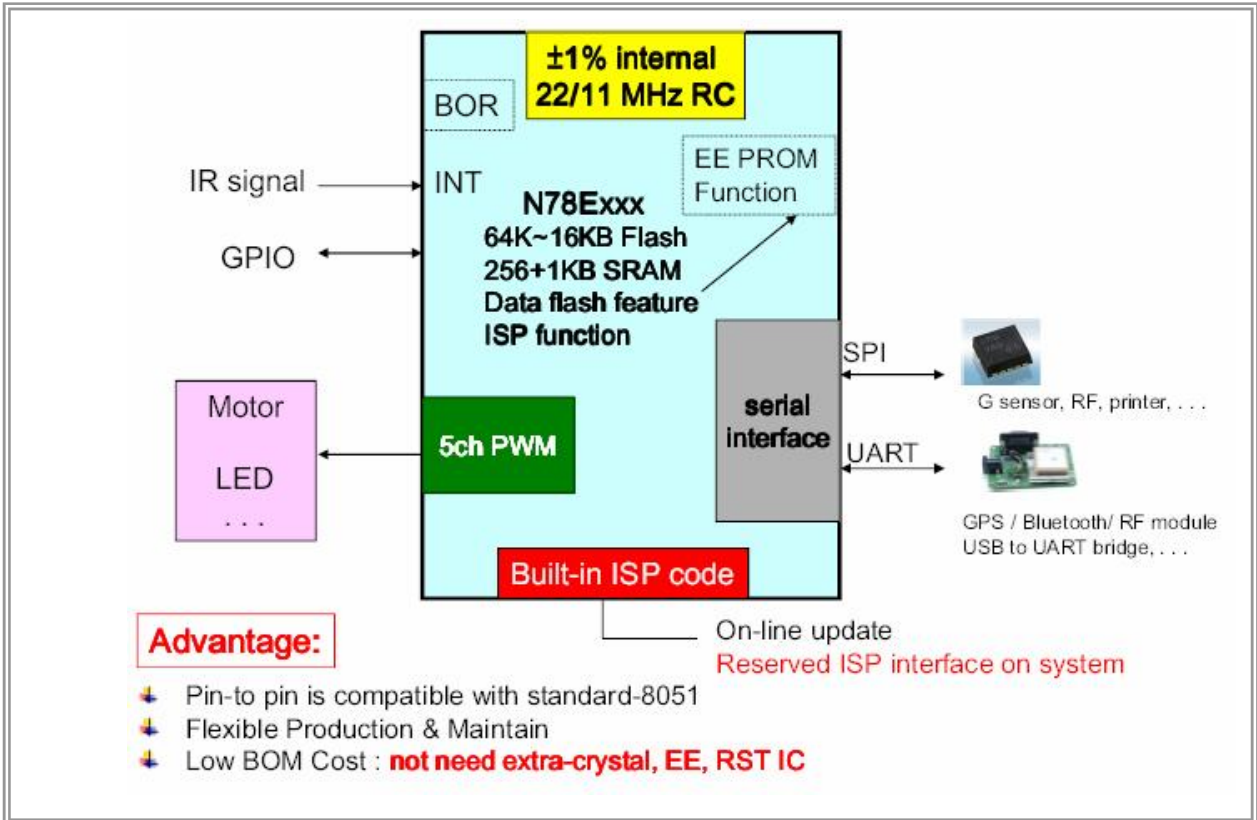 ±1% internal
22/11 MHz RC
BOR
EE PROM
Function
IR signal
INT
GPIO
N78Exxx
64K~16KB Flash
256+1KB SRAM
Data flash feature
ISP function
SPI
G sensor, RF, printer, . . .
serial
interface
UART
GPS / Bluetooth/ RF module
USB to UART bridge, . . .
Motor
LED
. . .
5ch PWM
Built-in ISP code
On-line update
Reserved ISP interface on system
Advantage:
Pin-to pin is compatible with standard-8051
Flexible Production & Maintain
Low BOM Cost : not need extra-crystal, EE, RST IC